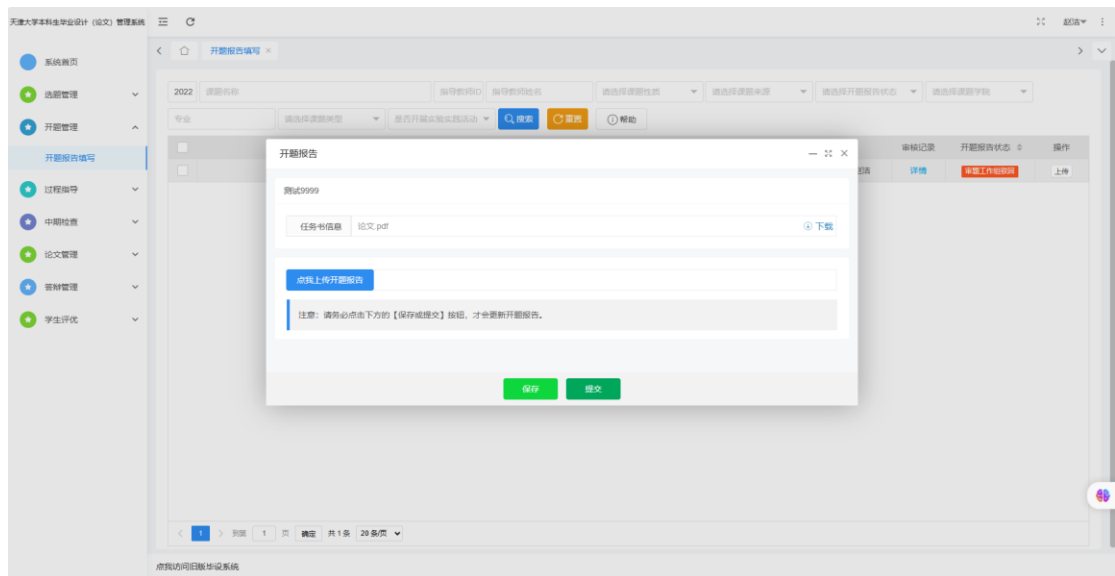 天津大学本科生毕业设计（论文）管理系统
赵洁
系统首页
选题管理
开题管理
开题报告填写
过程指导
中期检查
论文管理
答辩管理
学生评优
开题报告填写 ×
2022 课题名称 指导教师ID 指导教师姓名 请选择课题性质 请选择课题来源 请选择开题报告状态 请选择课题学院
专业 请选择课题类型 是否开展实验实践活动 搜索 重置 帮助
审核记录 开题报告状态 操作
详情 上传
开题报告
测试9999
任务书信息 论文.pdf 下载
点我上传开题报告
注意：请务必点击下方的【保存或提交】按钮，才会更新开题报告。
保存 提交
1 到第 1 页 确定 共 1 条 20 条/页
点我访问旧版毕设系统